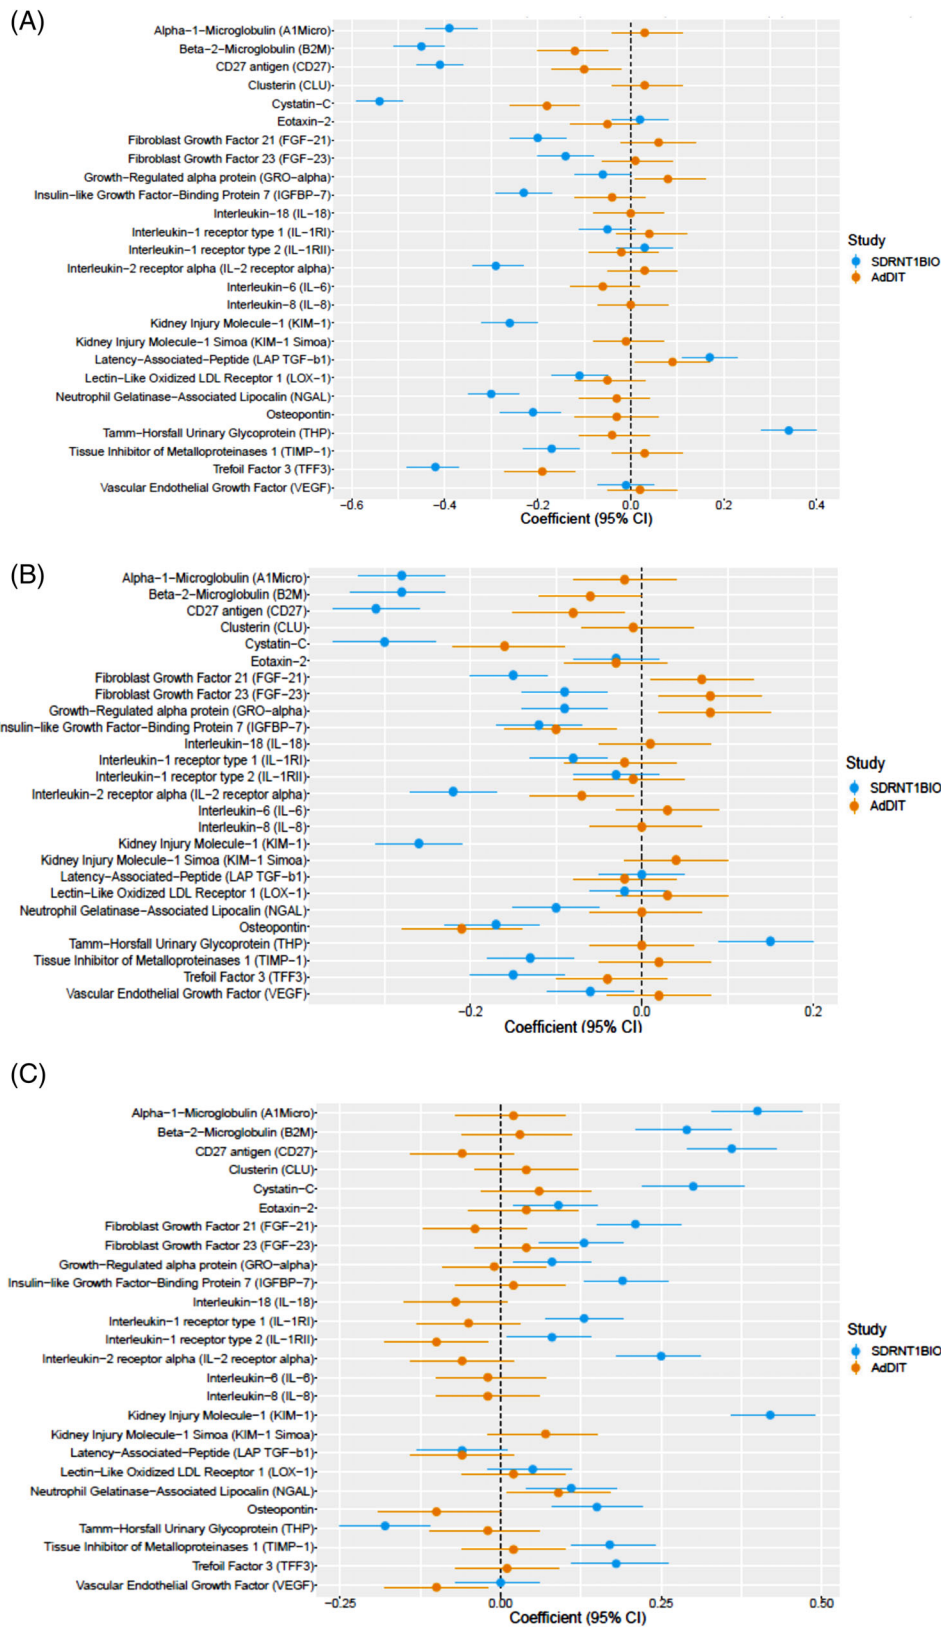 (A)
Alpha-1-Microglobulin (A1Micro)
Beta-2-Microglobulin (B2M)
CD27 antigen (CD27)
Clusterin (CLU)
Cystatin-C
Eotaxin-2
Fibroblast Growth Factor 21 (FGF-21)
Fibroblast Growth Factor 23 (FGF-23)
Growth-Regulated alpha protein (GRO-alpha)
Insulin-like Growth Factor-Binding Protein 7 (IGFBP-7)
Interleukin-18 (IL-18)
Interleukin-1 receptor type 1 (IL-1RI)
Interleukin-1 receptor type 2 (IL-1RII)
Interleukin-2 receptor alpha (IL-2 receptor alpha)
Interleukin-6 (IL-6)
Interleukin-8 (IL-8)
Kidney Injury Molecule-1 (KIM-1)
Kidney Injury Molecule-1 Simoa (KIM-1 Simoa)
Latency-Associated-Peptide (LAP TGF-b1)
Lectin-Like Oxidized LDL Receptor 1 (LOX-1)
Neutrophil Gelatinase-Associated Lipocalin (NGAL)
Osteopontin
Tamm-Horsfall Urinary Glycoprotein (THP)
Tissue Inhibitor of Metalloproteinases 1 (TIMP-1)
Trefoil Factor 3 (TFF3)
Vascular Endothelial Growth Factor (VEGF)
-0.6 -0.4 -0.2 0.0 0.2 0.4
Coefficient (95% CI)
Study
SDRNT1BIO
AdDIT
(B)
Alpha-1-Microglobulin (A1Micro)
Beta-2-Microglobulin (B2M)
CD27 antigen (CD27)
Clusterin (CLU)
Cystatin-C
Eotaxin-2
Fibroblast Growth Factor 21 (FGF-21)
Fibroblast Growth Factor 23 (FGF-23)
Growth-Regulated alpha protein (GRO-alpha)
nsulin-like Growth Factor-Binding Protein 7 (IGFBP-7)
Interleukin-18 (IL-18)
Interleukin-1 receptor type 1 (IL-1RI)
Interleukin-1 receptor type 2 (IL-1RII)
Interleukin-2 receptor alpha (IL-2 receptor alpha)
Interleukin-6 (IL-6)
Interleukin-8 (IL-8)
Kidney Injury Molecule-1 (KIM-1)
Kidney Injury Molecule-1 Simoa (KIM-1 Simoa)
Latency-Associated-Peptide (LAP TGF-b1)
Lectin-Like Oxidized LDL Receptor 1 (LOX-1)
Neutrophil Gelatinase-Associated Lipocalin (NGAL)
Osteopontin
Tamm-Horsfall Urinary Glycoprotein (THP)
Tissue Inhibitor of Metalloproteinases 1 (TIMP-1)
Trefoil Factor 3 (TFF3)
Vascular Endothelial Growth Factor (VEGF)
-0.2 0.0 0.2
Coefficient (95% CI)
Study
SDRNT1BIO
AdDIT
(C)
Alpha-1-Microglobulin (A1Micro)
Beta-2-Microglobulin (B2M)
CD27 antigen (CD27)
Clusterin (CLU)
Cystatin-C
Eotaxin-2
Fibroblast Growth Factor 21 (FGF-21)
Fibroblast Growth Factor 23 (FGF-23)
Growth-Regulated alpha protein (GRO-alpha)
Insulin-like Growth Factor-Binding Protein 7 (IGFBP-7)
Interleukin-18 (IL-18)
Interleukin-1 receptor type 1 (IL-1RI)
Interleukin-1 receptor type 2 (IL-1RII)
Interleukin-2 receptor alpha (IL-2 receptor alpha)
Interleukin-6 (IL-6)
Interleukin-8 (IL-8)
Kidney Injury Molecule-1 (KIM-1)
Kidney Injury Molecule-1 Simoa (KIM-1 Simoa)
Latency-Associated-Peptide (LAP TGF-b1)
Lectin-Like Oxidized LDL Receptor 1 (LOX-1)
Neutrophil Gelatinase-Associated Lipocalin (NGAL)
Osteopontin
Tamm-Horsfall Urinary Glycoprotein (THP)
Tissue Inhibitor of Metalloproteinases 1 (TIMP-1)
Trefoil Factor 3 (TFF3)
Vascular Endothelial Growth Factor (VEGF)
-0.25 0.00 0.25 0.50
Coefficient (95% CI)
Study
SDRNT1BIO
AdDIT